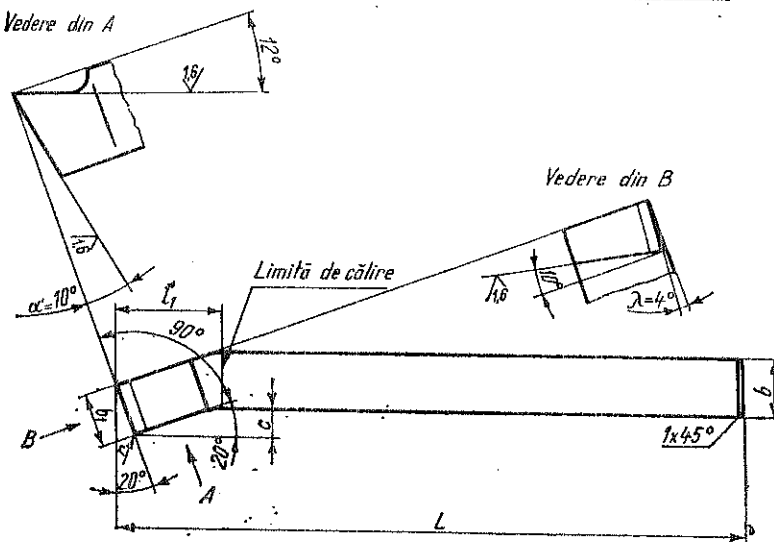 Vedere din A
12°
1,6
Vedere din B
1,6
Limită de călire
10°
1,6
λ=4°
α=10°
l₁
90°
b
B
c
20°
1x45°
20°
A
L